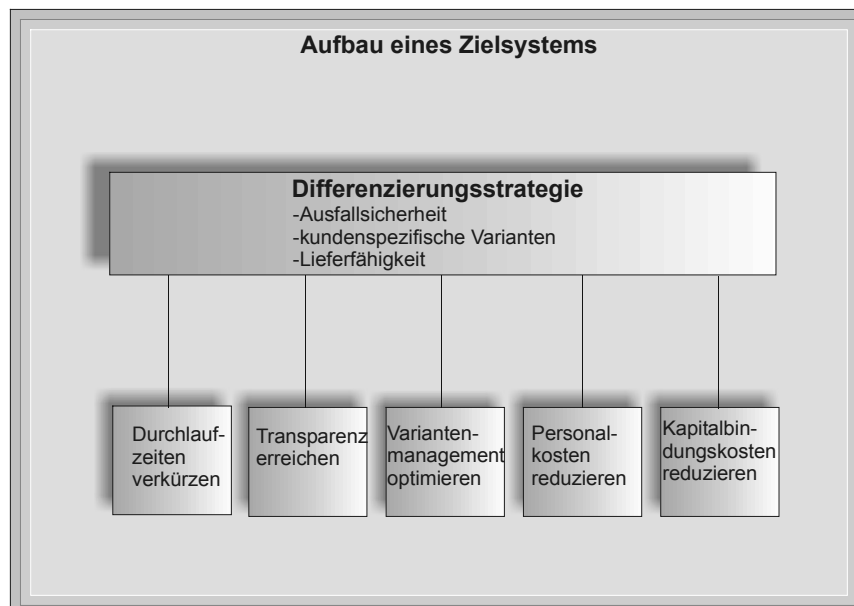 Aufbau eines Zielsystems
Differenzierungsstrategie
-Ausfallsicherheit
-kundenspezifische Varianten
-Lieferfähigkeit
Durchlauf-
zeiten
verkürzen
Transparenz
erreichen
Varianten-
management
optimieren
Personal-
kosten
reduzieren
Kapitalbin-
dungskosten
reduzieren